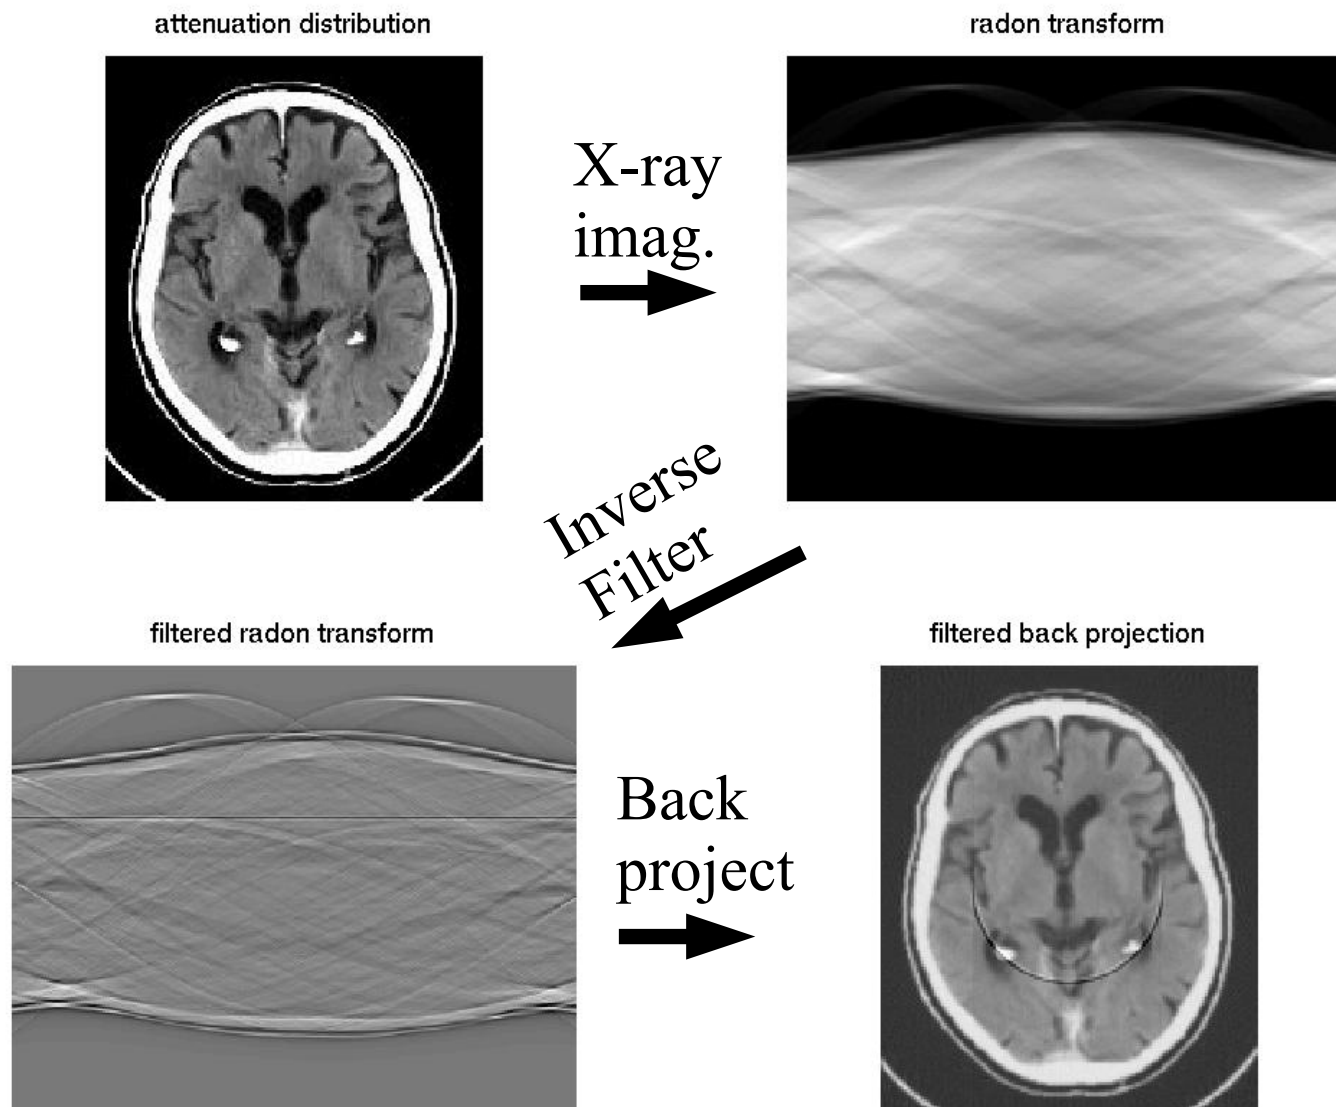 attenuation distribution
radon transform
X-ray
imag.
Inverse
Filter
filtered radon transform
filtered back projection
Back
project